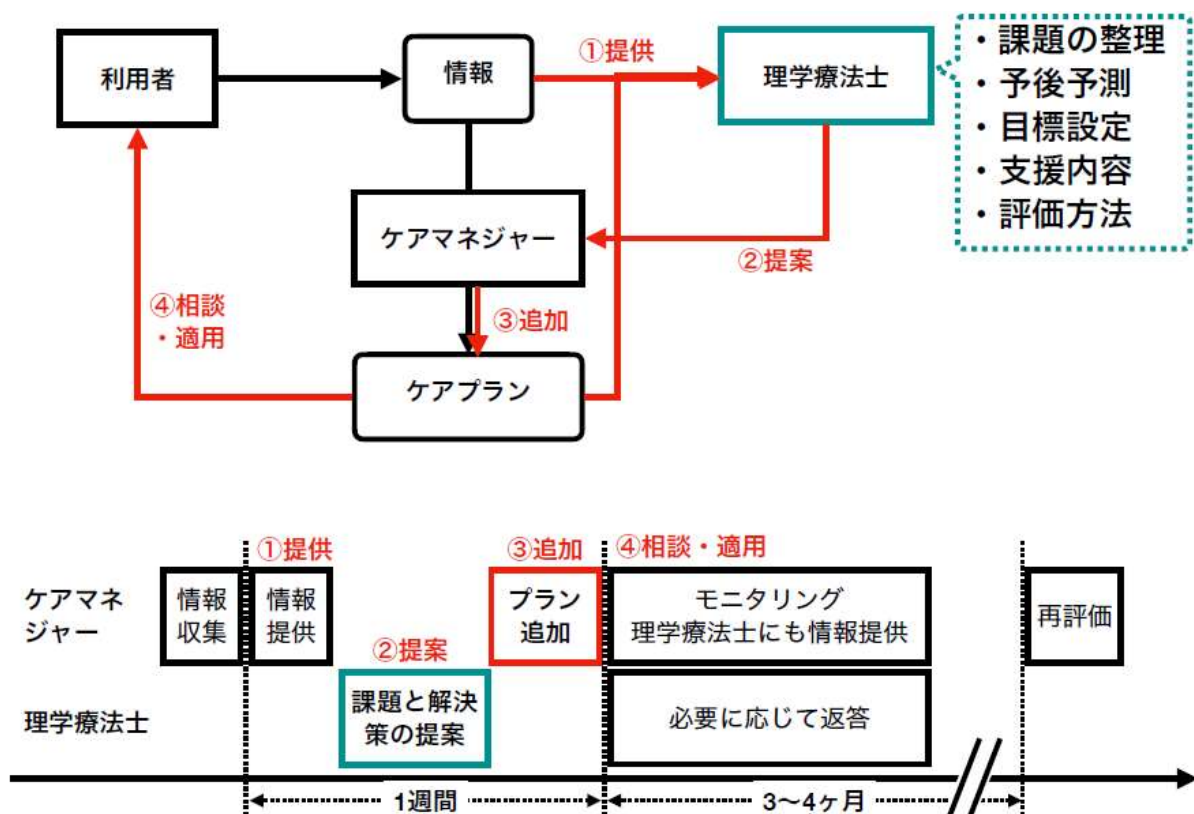 利用者
情報
①提供
理学療法士
・課題の整理
・予後予測
・目標設定
・支援内容
・評価方法
ケアマネジャー
②提案
④相談
・適用
③追加
ケアプラン
①提供
③追加
④相談・適用
ケアマネ
ジャー
情報
収集
情報
提供
プラン
追加
モニタリング
理学療法士にも情報提供
再評価
②提案
理学療法士
課題と解決
策の提案
必要に応じて返答
1週間
3〜4ヶ月